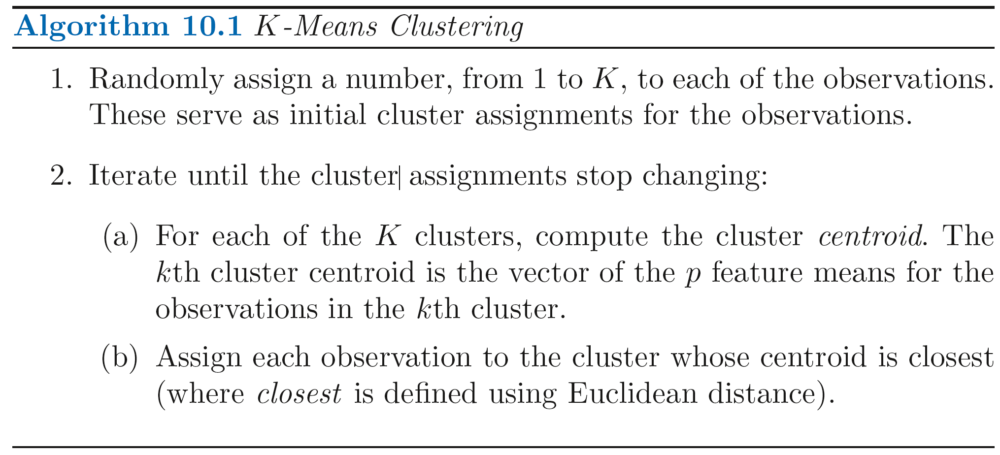 Algorithm 10.1 K-Means Clustering
1. Randomly assign a number, from 1 to K, to each of the observations.
These serve as initial cluster assignments for the observations.
2. Iterate until the cluster assignments stop changing:
(a) For each of the K clusters, compute the cluster centroid. The
kth cluster centroid is the vector of the p feature means for the
observations in the kth cluster.
(b) Assign each observation to the cluster whose centroid is closest
(where closest is defined using Euclidean distance).